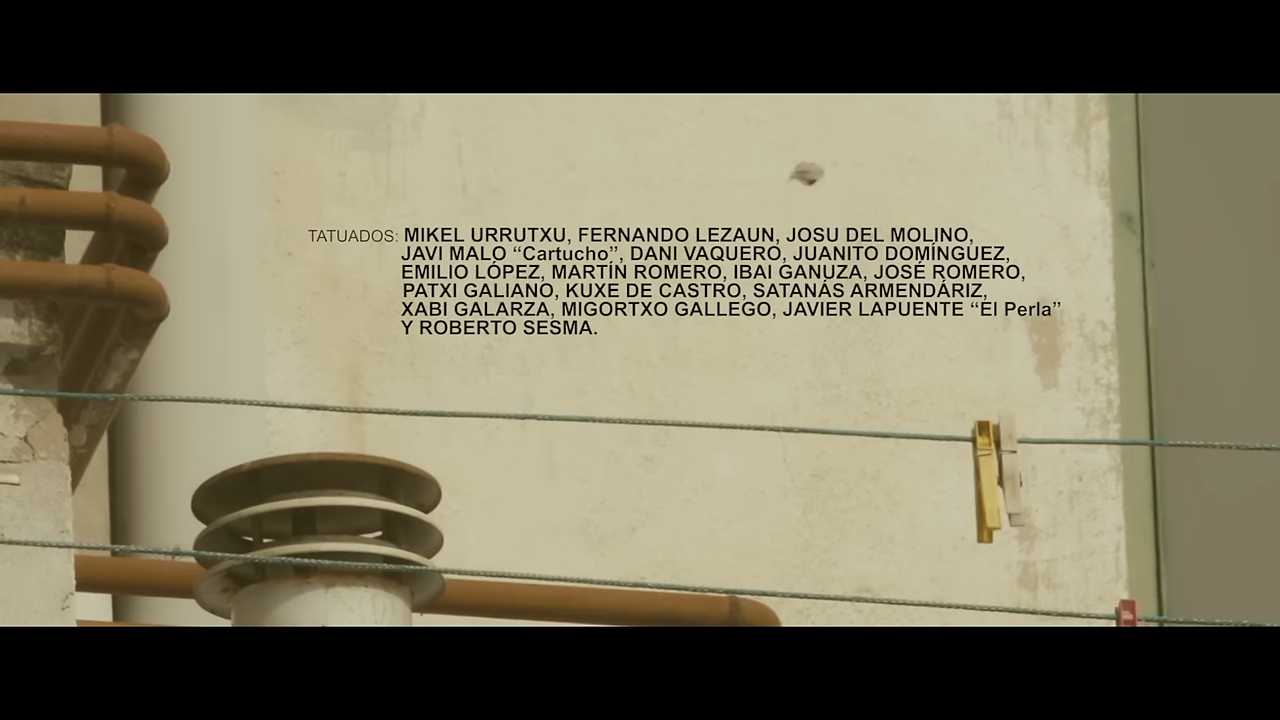 TATUADOS: MIKEL URRUTXU, FERNANDO LEZAUN, JOSU DEL MOLINO,
JAVI MALO “Cartucho”, DANI VAQUERO, JUANITO DOMÍNGUEZ,
EMILIO LÓPEZ, MARTÍN ROMERO, IBAI GANUZA, JOSÉ ROMERO,
PATXI GALIANO, KUXE DE CASTRO, SATANÁS ARMENDÁRIZ,
XABI GALARZA, MIGORTXO GALLEGO, JAVIER LAPUENTE “El Perla”
Y ROBERTO SESMA.